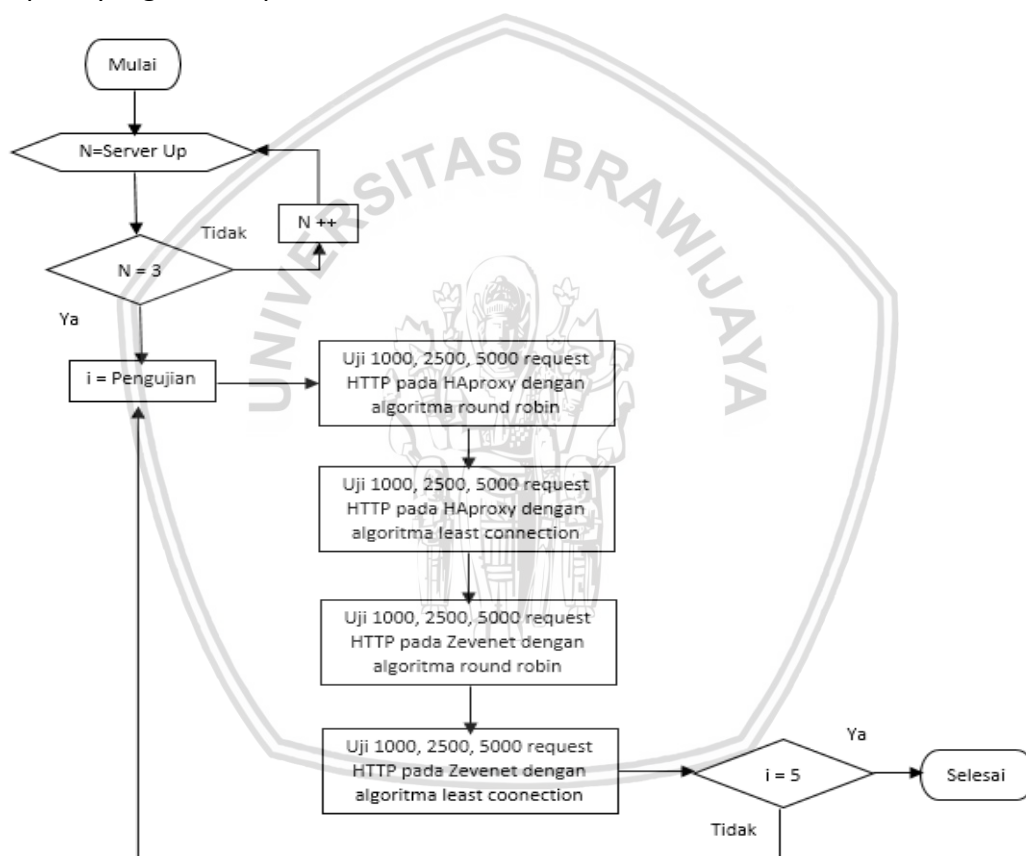 Mulai
N=Server Up
N ++
Tidak
N = 3
Ya
i = Pengujian
Uji 1000, 2500, 5000 request
HTTP pada HAproxy dengan
algoritma round robin
Uji 1000, 2500, 5000 request
HTTP pada HAproxy dengan
algoritma least connection
Uji 1000, 2500, 5000 request
HTTP pada Zevenet dengan
algoritma round robin
Uji 1000, 2500, 5000 request
HTTP pada Zevenet dengan
algoritma least coonection
i = 5
Ya
Selesai
Tidak
UNIVERSITAS BRAWIJAYA